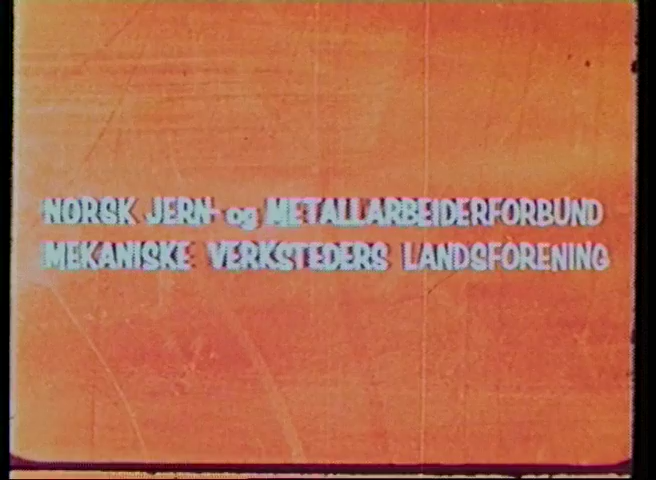 NORSK JERN- og METALLARBEIDERFORBUND
MEKANISKE VERKSTEDERS LANDSFORENING